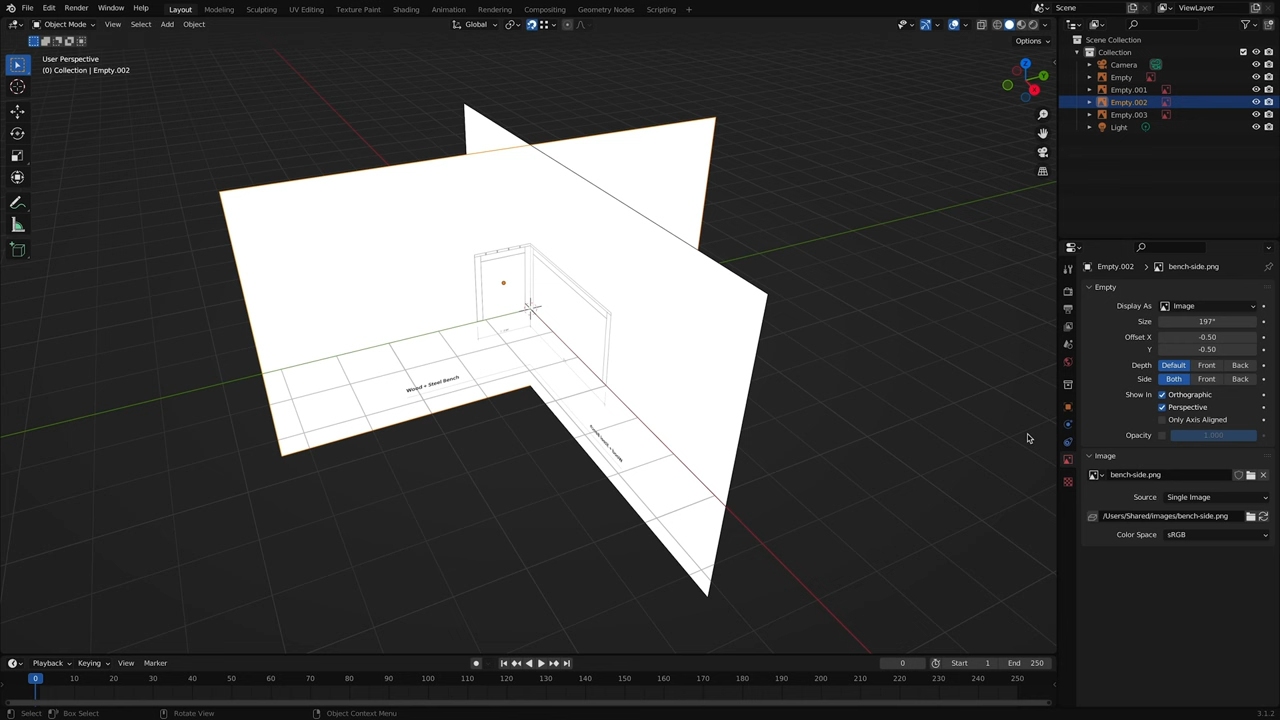 File Edit Render Window Help Layout Modeling Sculpting UV Editing Texture Paint Shading Animation Rendering Compositing Geometry Nodes Scripting Scene ViewLayer
Object Mode View Select Add Object Global
Options
User Perspective
(0) Collection | Empty.002
Z
Y
X
Wood + Steel Bench
Scene Collection
Collection
Camera
Empty
Empty.001
Empty.002
Empty.003
Light
Empty.002 bench-side.png
Empty
Display As Image
Size 197"
Offset X -0.50
Y -0.50
Depth Default Front Back
Side Both Front Back
Show In Orthographic
Perspective
Only Axis Aligned
Opacity 1.000
Image
bench-side.png
Source Single Image
/Users/Shared/images/bench-side.png
Color Space sRGB
Playback Keying View Marker 0 Start 1 End 250
0 10 20 30 40 50 60 70 80 90 100 110 120 130 140 150 160 170 180 190 200 210 220 230 240 250
Select Box Select Rotate View Object Context Menu 3.1.2